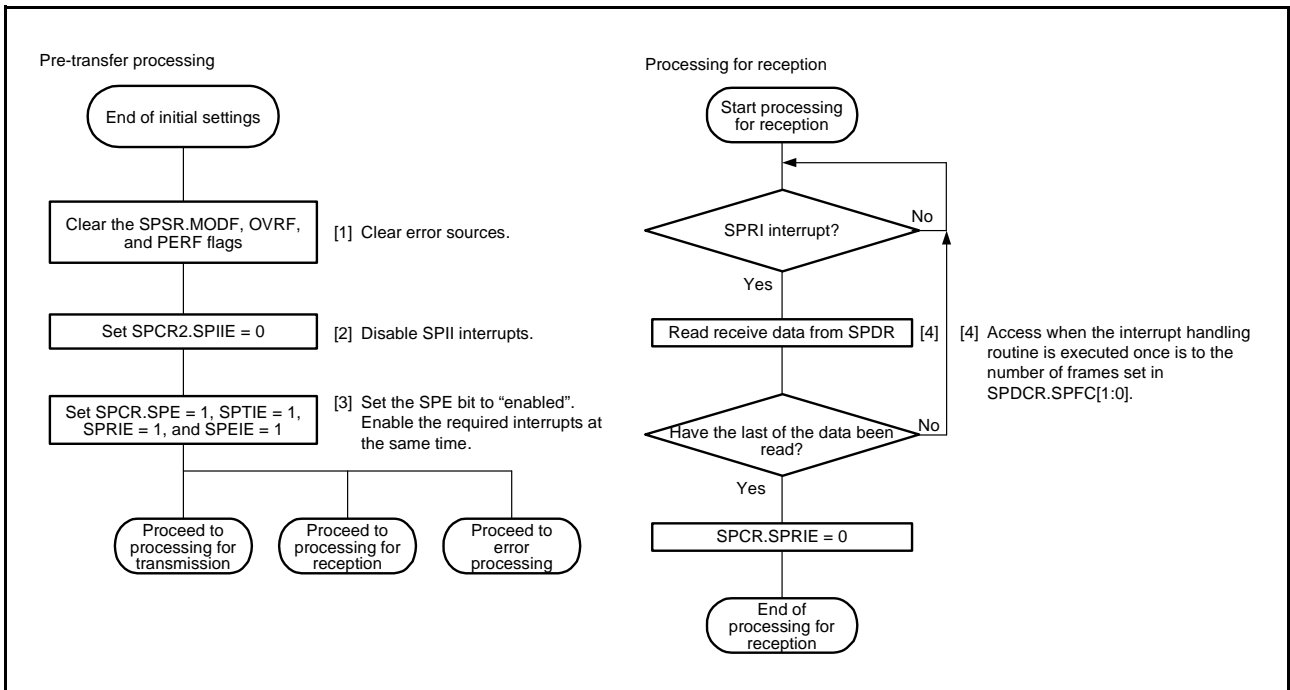 Pre-transfer processing
End of initial settings
Clear the SPSR.MODF, OVRF,
and PERF flags
[1] Clear error sources.
Set SPCR2.SPIIE = 0
[2] Disable SPII interrupts.
Set SPCR.SPE = 1, SPTIE = 1,
SPRIE = 1, and SPEIE = 1
[3] Set the SPE bit to “enabled”.
Enable the required interrupts at
the same time.
Proceed to
processing for
transmission
Proceed to
processing for
reception
Proceed to
error
processing
Processing for reception
Start processing
for reception
SPRI interrupt?
No
Yes
Read receive data from SPDR
[4]
[4] Access when the interrupt handling
routine is executed once is to the
number of frames set in
SPDCR.SPFC[1:0].
Have the last of the data been
read?
No
Yes
SPCR.SPRIE = 0
End of
processing for
reception